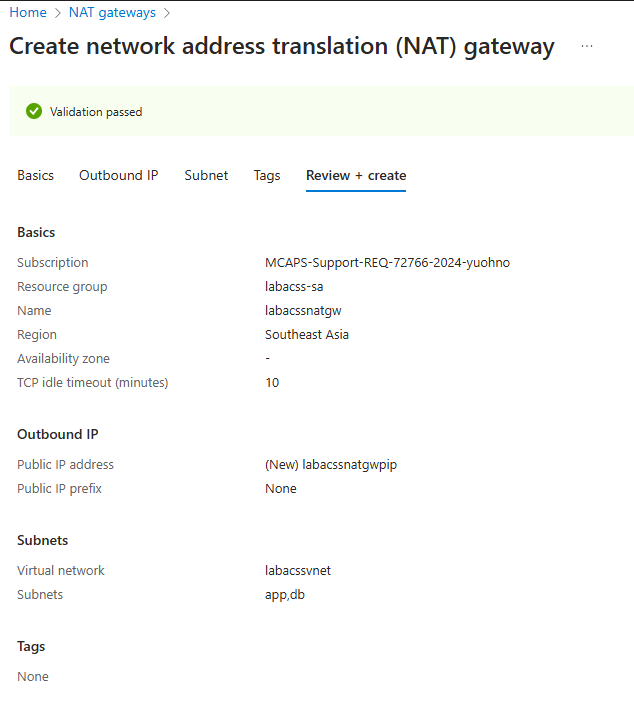 Home > NAT gateways >
Create network address translation (NAT) gateway ...
Validation passed
Basics Outbound IP Subnet Tags Review + create
Basics
Subscription MCAPS-Support-REQ-72766-2024-yuohno
Resource group labacss-sa
Name labacssnatgw
Region Southeast Asia
Availability zone -
TCP idle timeout (minutes) 10
Outbound IP
Public IP address (New) labacssnatgwpip
Public IP prefix None
Subnets
Virtual network labacssvnet
Subnets app,db
Tags
None